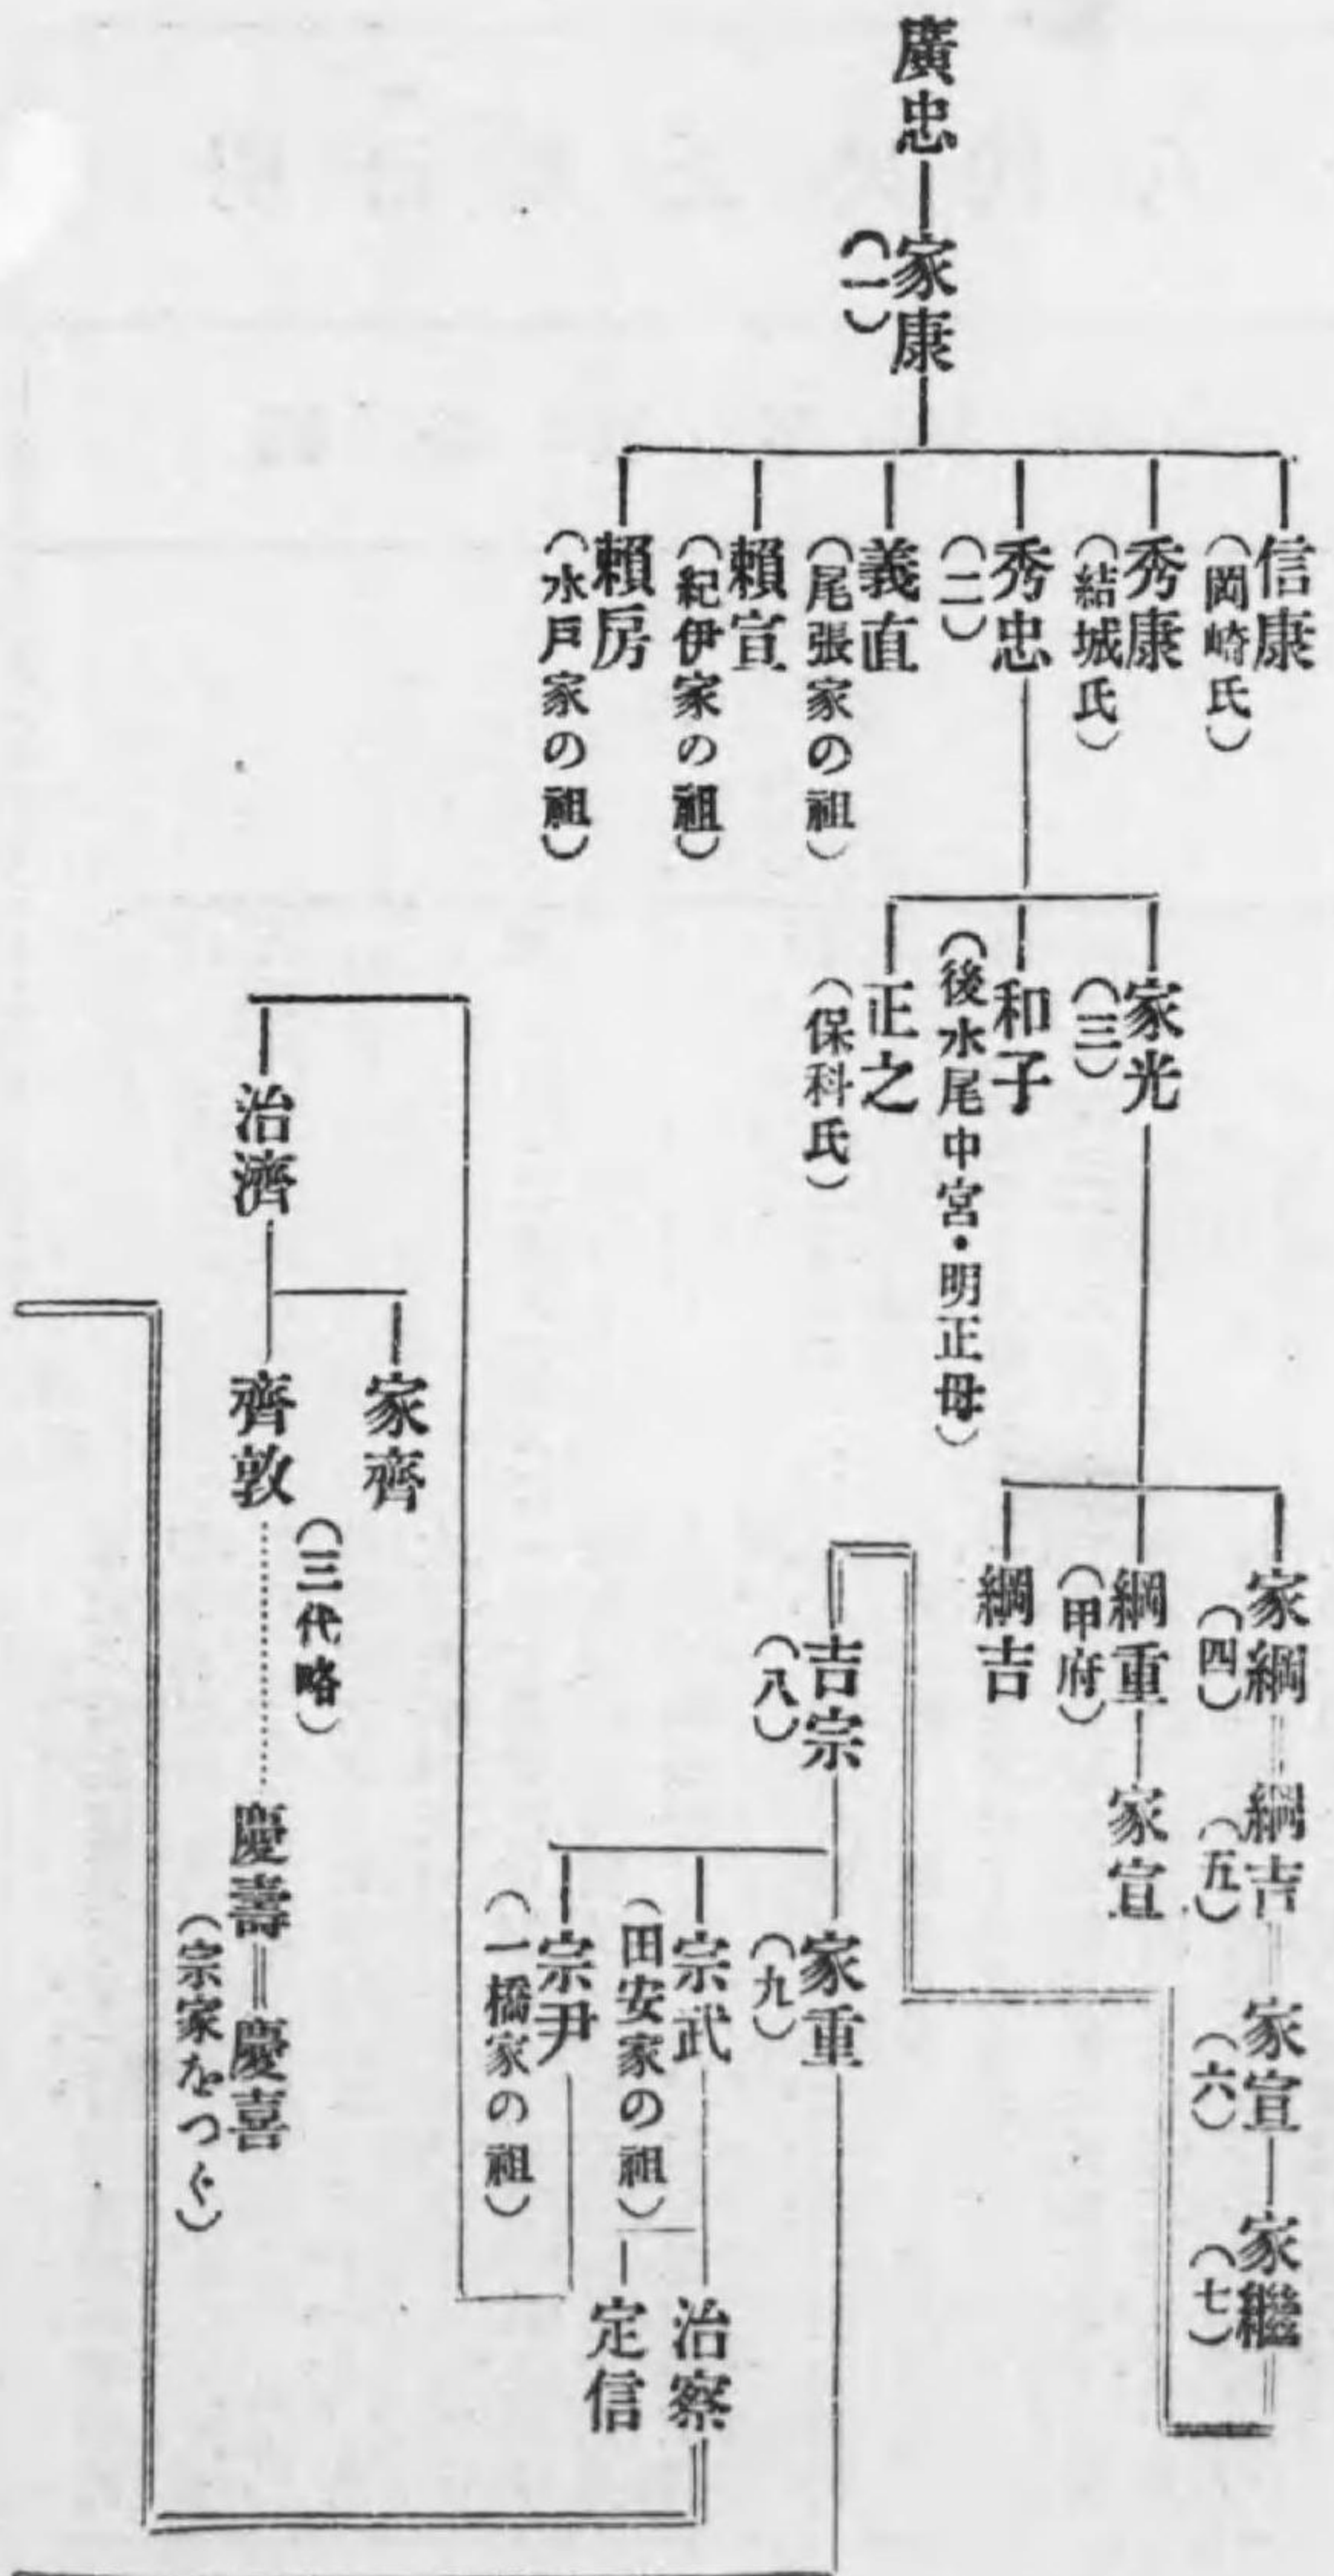 廣忠
家康
（一）
信康
（岡崎氏）
秀康
（結城氏）
秀忠
（二）
義直
（尾張家の祖）
賴宣
（紀伊家の祖）
賴房
（水戸家の祖）
家光
（三）
和子
（後水尾中宮・明正母）
正之
（保科氏）
家綱
（四）
綱吉
（五）
家宣
（六）
家繼
（七）
綱重
（甲府）
家宣
綱吉
吉宗
（八）
家重
（九）
宗武
（田安家の祖）
宗尹
（一橋家の祖）
治察
定信
治濟
家齊
齊敦
（三代略）
慶壽
慶喜
（宗家をつぐ）